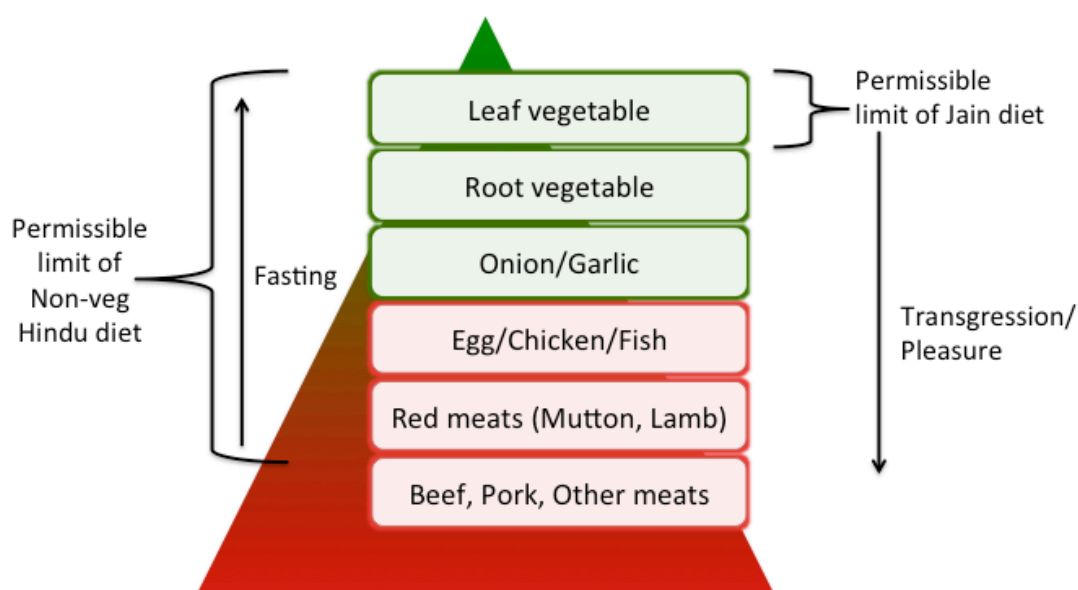 Leaf vegetable
Root vegetable
Onion/Garlic
Egg/Chicken/Fish
Red meats (Mutton, Lamb)
Beef, Pork, Other meats
Permissible
limit of
Non-veg
Hindu diet
Fasting
Permissible
limit of Jain diet
Transgression/
Pleasure